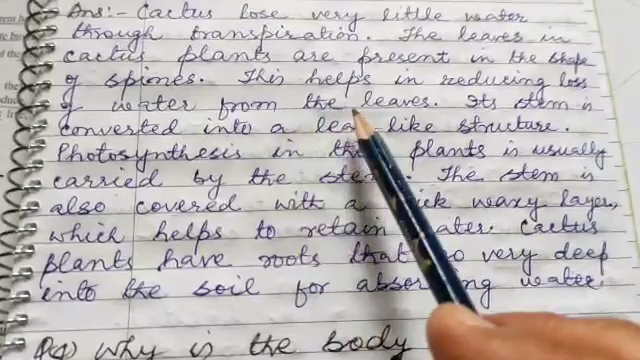 Ans:- Cactus lose very little water
through transpiration. The leaves in
cactus plants are present in the shape
of spines. This helps in reducing loss
of water from the leaves. Its stem is
converted into a lea like structure.
Photosynthesis in the plants is usually
carried by the stem. The stem is
also covered with a waxy layer,
which helps to retain water. Cactus
plants have roots that very deep
into the soil for absorbing water.
Q4) Why is the body